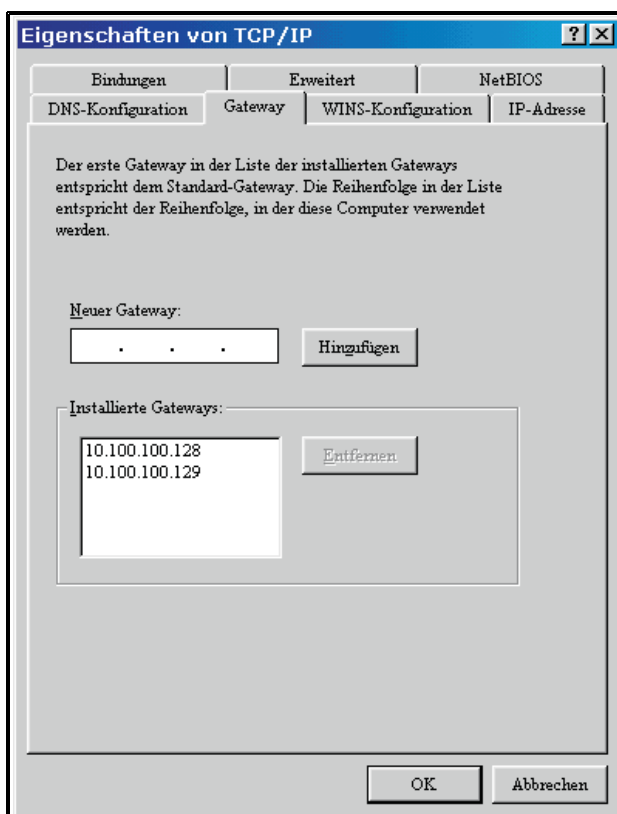 Eigenschaften von TCP/IP
Bindungen Erweitert NetBIOS
DNS-Konfiguration Gateway WINS-Konfiguration IP-Adresse
Der erste Gateway in der Liste der installierten Gateways
entspricht dem Standard-Gateway. Die Reihenfolge in der Liste
entspricht der Reihenfolge, in der diese Computer verwendet
werden.
Neuer Gateway:
. . .
Hinzufügen
Installierte Gateways:
10.100.100.128
10.100.100.129
Entfernen
OK Abbrechen